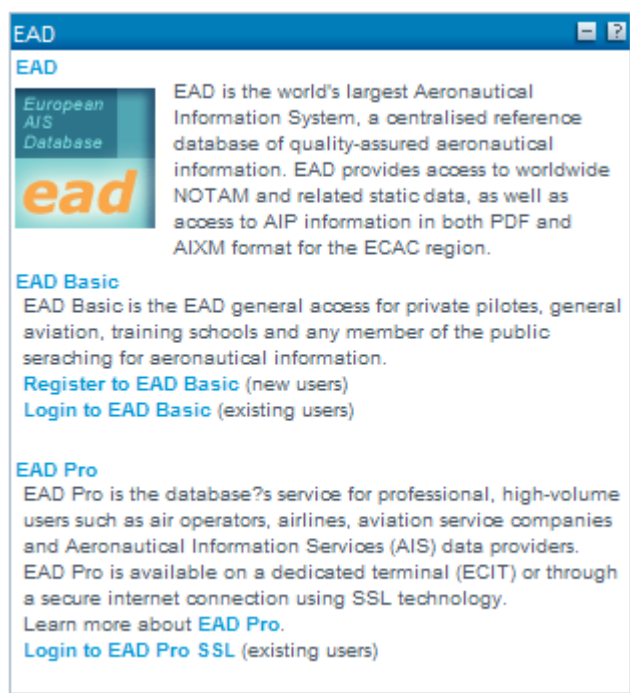 EAD
EAD
European
AIS
Database
ead
EAD is the world's largest Aeronautical
Information System, a centralised reference
database of quality-assured aeronautical
information. EAD provides access to worldwide
NOTAM and related static data, as well as
access to AIP information in both PDF and
AIXM format for the ECAC region.
EAD Basic
EAD Basic is the EAD general access for private pilotes, general
aviation, training schools and any member of the public
seraching for aeronautical information.
Register to EAD Basic (new users)
Login to EAD Basic (existing users)
EAD Pro
EAD Pro is the database?s service for professional, high-volume
users such as air operators, airlines, aviation service companies
and Aeronautical Information Services (AIS) data providers.
EAD Pro is available on a dedicated terminal (ECIT) or through
a secure internet connection using SSL technology.
Learn more about EAD Pro.
Login to EAD Pro SSL (existing users)